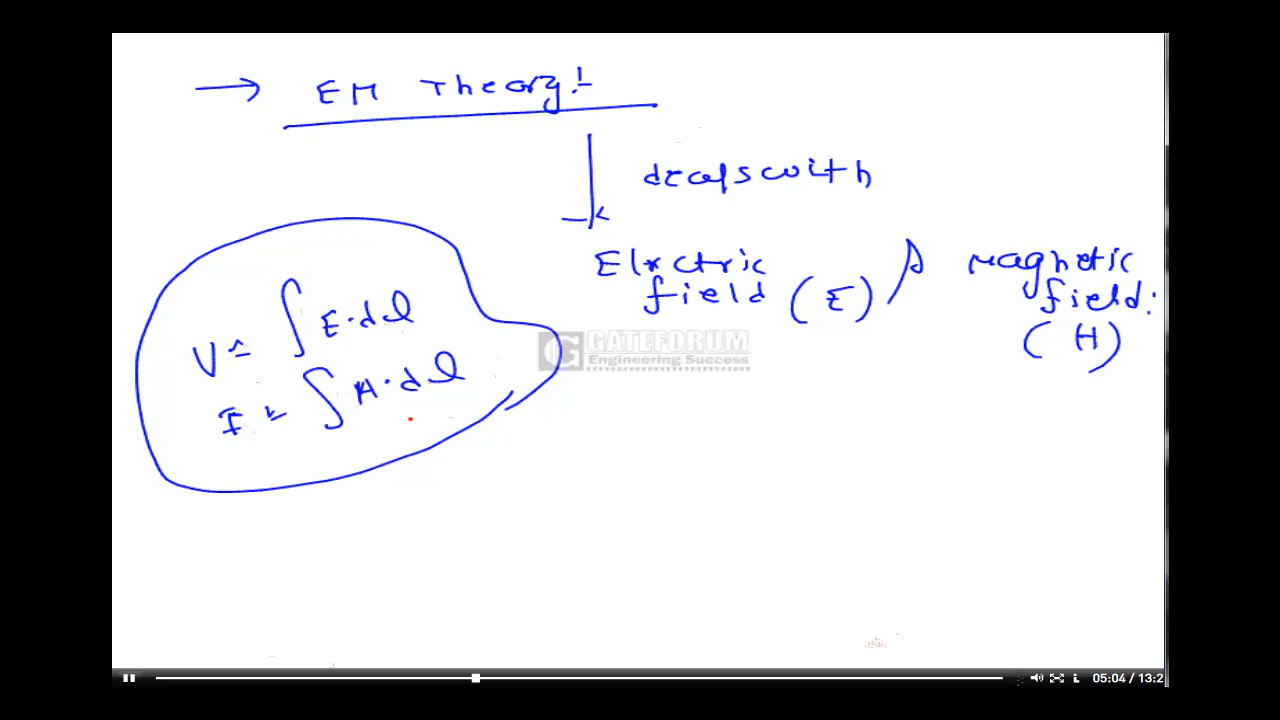 → EM Theory:-
deals with
Electric field (E) & magnetic field: (H)
V = ∫ E·dl
I = ∫ H·dl
GATEFORUM
Engineering Success
05:04 / 13:2